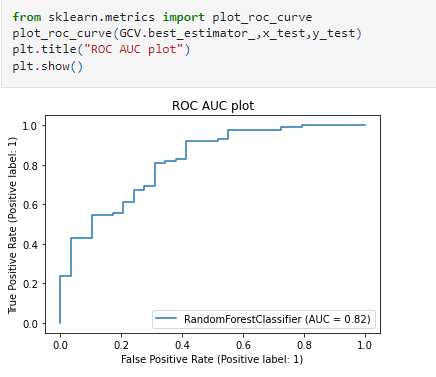 from sklearn.metrics import plot_roc_curve
plot_roc_curve(GCV.best_estimator_,x_test,y_test)
plt.title("ROC AUC plot")
plt.show()
ROC AUC plot
True Positive Rate (Positive label: 1)
1.0
0.8
0.6
0.4
0.2
0.0
RandomForestClassifier (AUC = 0.82)
0.0 0.2 0.4 0.6 0.8 1.0
False Positive Rate (Positive label: 1)